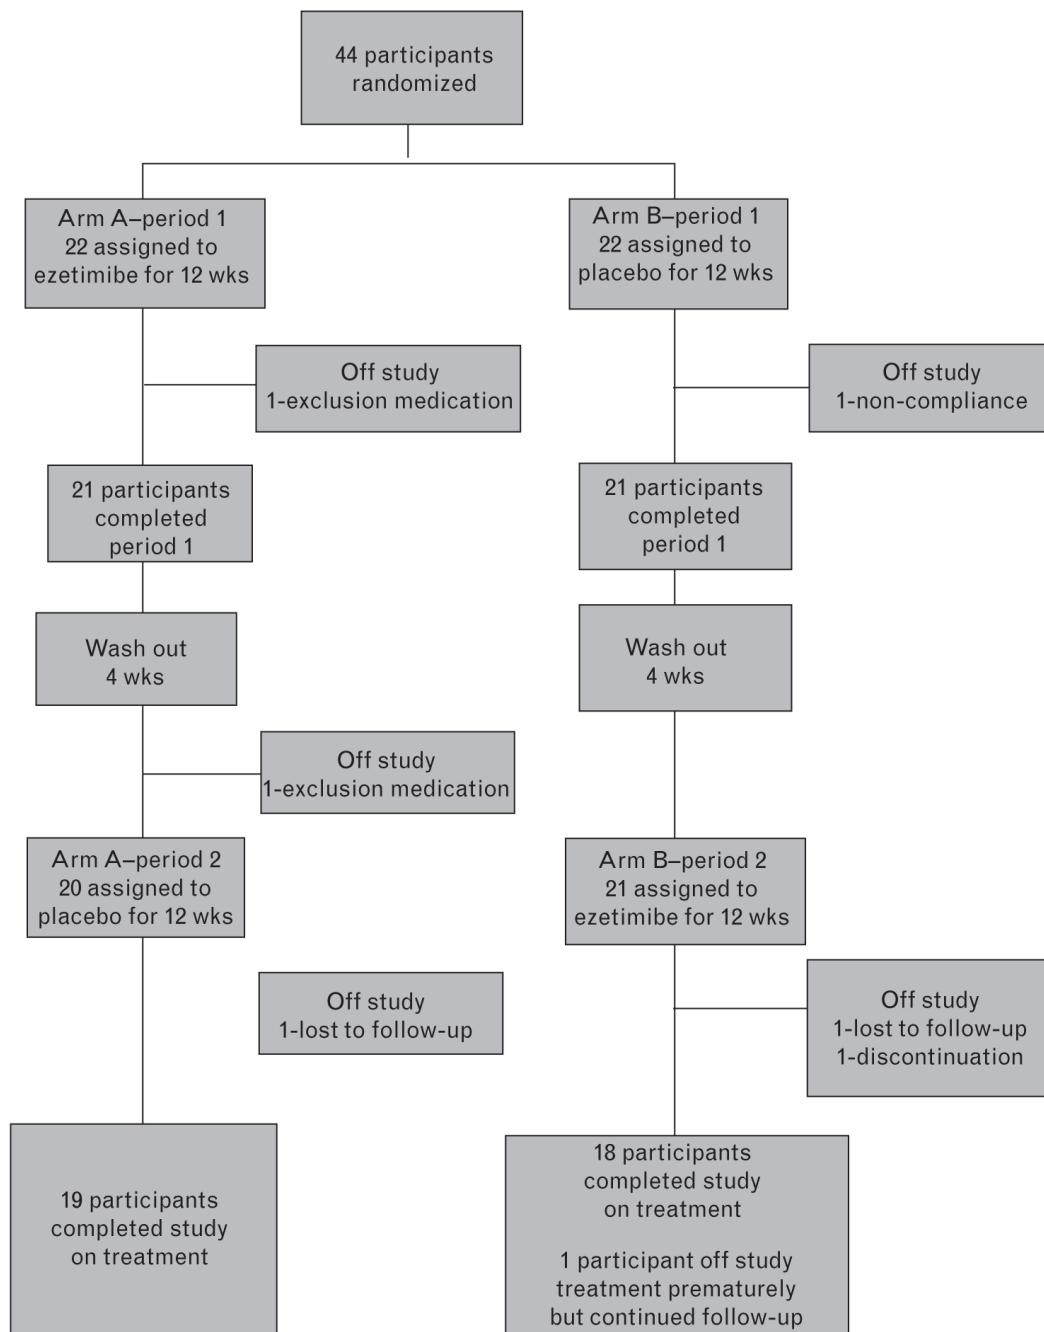 44 participants
randomized
Arm A–period 1
22 assigned to
ezetimibe for 12 wks
Arm B–period 1
22 assigned to
placebo for 12 wks
Off study
1-exclusion medication
Off study
1-non-compliance
21 participants
completed
period 1
21 participants
completed
period 1
Wash out
4 wks
Wash out
4 wks
Off study
1-exclusion medication
Arm A–period 2
20 assigned to
placebo for 12 wks
Arm B–period 2
21 assigned to
ezetimibe for 12 wks
Off study
1-lost to follow-up
Off study
1-lost to follow-up
1-discontinuation
19 participants
completed study
on treatment
18 participants
completed study
on treatment
1 participant off study
treatment prematurely
but continued follow-up